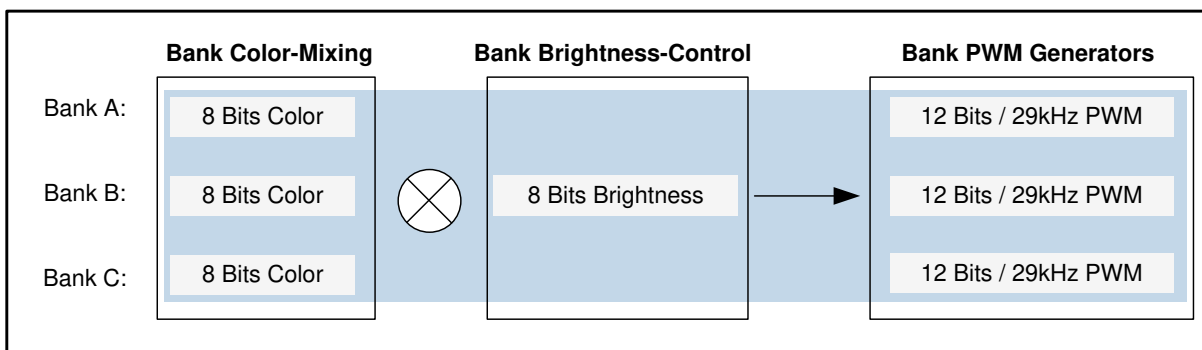 Bank Color-Mixing Bank Brightness-Control Bank PWM Generators
Bank A: 8 Bits Color 12 Bits / 29kHz PWM
Bank B: 8 Bits Color 8 Bits Brightness 12 Bits / 29kHz PWM
Bank C: 8 Bits Color 12 Bits / 29kHz PWM